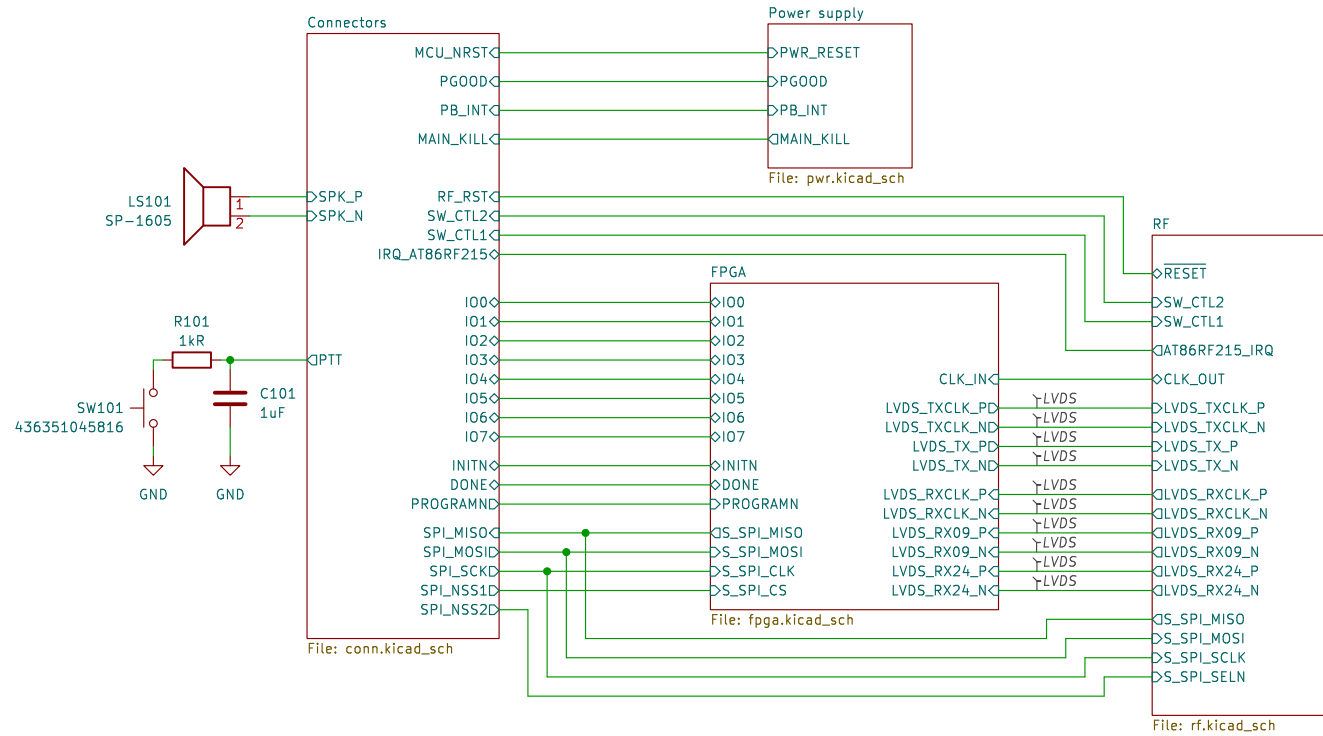 Connectors
MCU_NRST
PGOOD
PB_INT
MAIN_KILL
SPK_P
SPK_N
RF_RST
SW_CTL2
SW_CTL1
IRQ_AT86RF215
IO0
IO1
IO2
IO3
IO4
IO5
IO6
IO7
PTT
INITN
DONE
PROGRAMN
SPI_MISO
SPI_MOSI
SPI_SCK
SPI_NSS1
SPI_NSS2
File: conn.kicad_sch
LS101
SP-1605
1
2
R101
1kR
SW101
436351045816
C101
1uF
GND
GND
Power supply
PWR_RESET
PGOOD
PB_INT
MAIN_KILL
File: pwr.kicad_sch
FPGA
IO0
IO1
IO2
IO3
IO4
IO5
IO6
IO7
INITN
DONE
PROGRAMN
S_SPI_MISO
S_SPI_MOSI
S_SPI_CLK
S_SPI_CS
CLK_IN
LVDS_TXCLK_P
LVDS_TXCLK_N
LVDS_TX_P
LVDS_TX_N
LVDS_RXCLK_P
LVDS_RXCLK_N
LVDS_RX09_P
LVDS_RX09_N
LVDS_RX24_P
LVDS_RX24_N
File: fpga.kicad_sch
LVDS
LVDS
LVDS
LVDS
LVDS
LVDS
LVDS
LVDS
LVDS
LVDS
RF
RESET
SW_CTL2
SW_CTL1
AT86RF215_IRQ
CLK_OUT
LVDS_TXCLK_P
LVDS_TXCLK_N
LVDS_TX_P
LVDS_TX_N
LVDS_RXCLK_P
LVDS_RXCLK_N
LVDS_RX09_P
LVDS_RX09_N
LVDS_RX24_P
LVDS_RX24_N
S_SPI_MISO
S_SPI_MOSI
S_SPI_SCLK
S_SPI_SELN
File: rf.kicad_sch